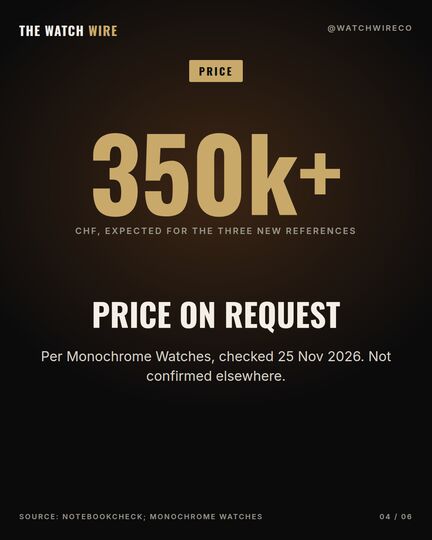 THE WATCH WIRE
@WATCHWIRECO
PRICE
350k+
CHF, EXPECTED FOR THE THREE NEW REFERENCES
PRICE ON REQUEST
Per Monochrome Watches, checked 25 Nov 2026. Not
confirmed elsewhere.
SOURCE: NOTEBOOKCHECK; MONOCHROME WATCHES
04 / 06